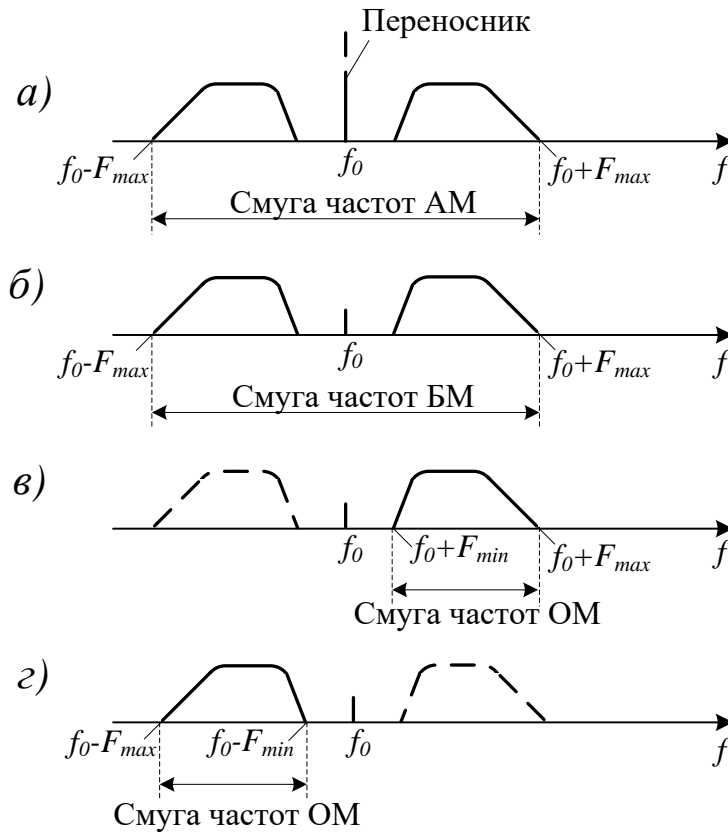 Переносник
а)
f₀-Fmax
f₀
f₀+Fmax
f
Смуга частот АМ
б)
f₀-Fmax
f₀
f₀+Fmax
f
Смуга частот БМ
в)
f₀
f₀+Fmin
f₀+Fmax
f
Смуга частот ОМ
г)
f₀-Fmax
f₀-Fmin
f₀
f
Смуга частот ОМ